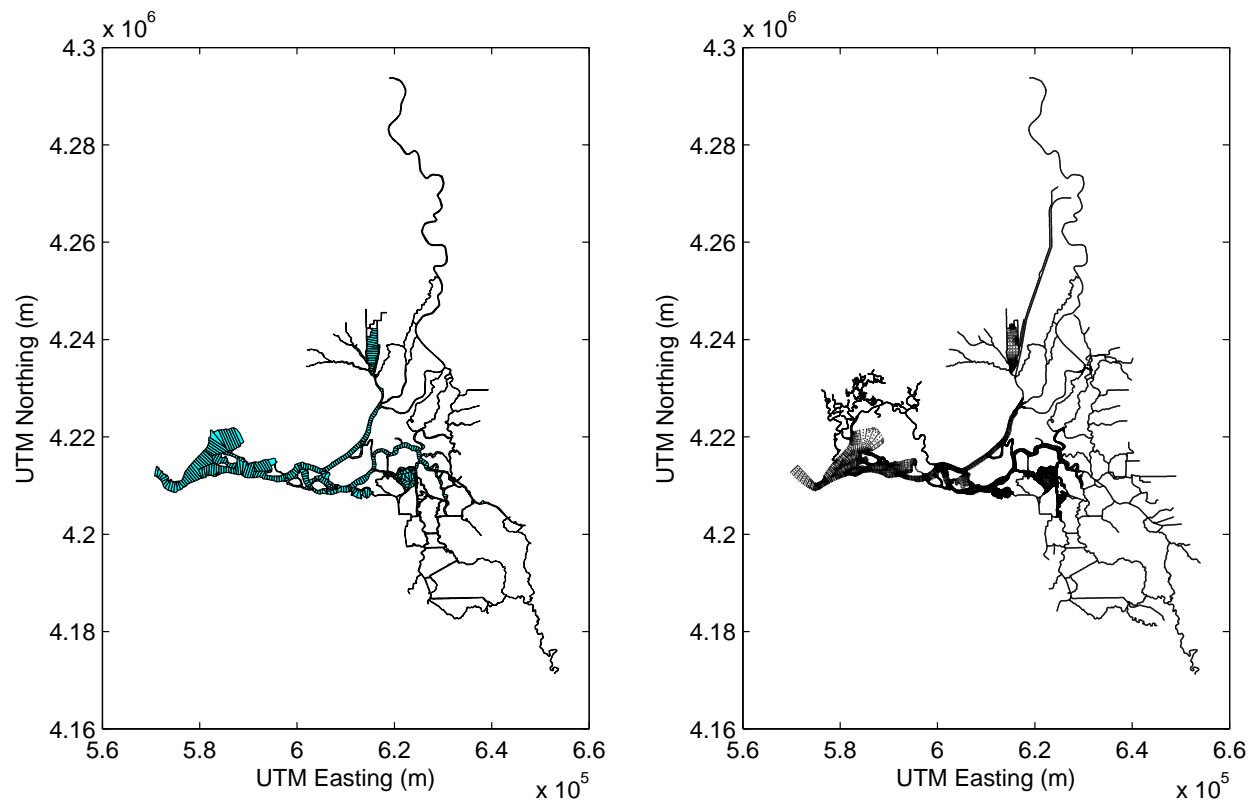 x 10^6
4.3
4.28
4.26
4.24
4.22
4.2
4.18
4.16
5.6 5.8 6 6.2 6.4 6.6
UTM Easting (m)
x 10^5
UTM Northing (m)
x 10^6
4.3
4.28
4.26
4.24
4.22
4.2
4.18
4.16
5.6 5.8 6 6.2 6.4 6.6
UTM Easting (m)
x 10^5
UTM Northing (m)